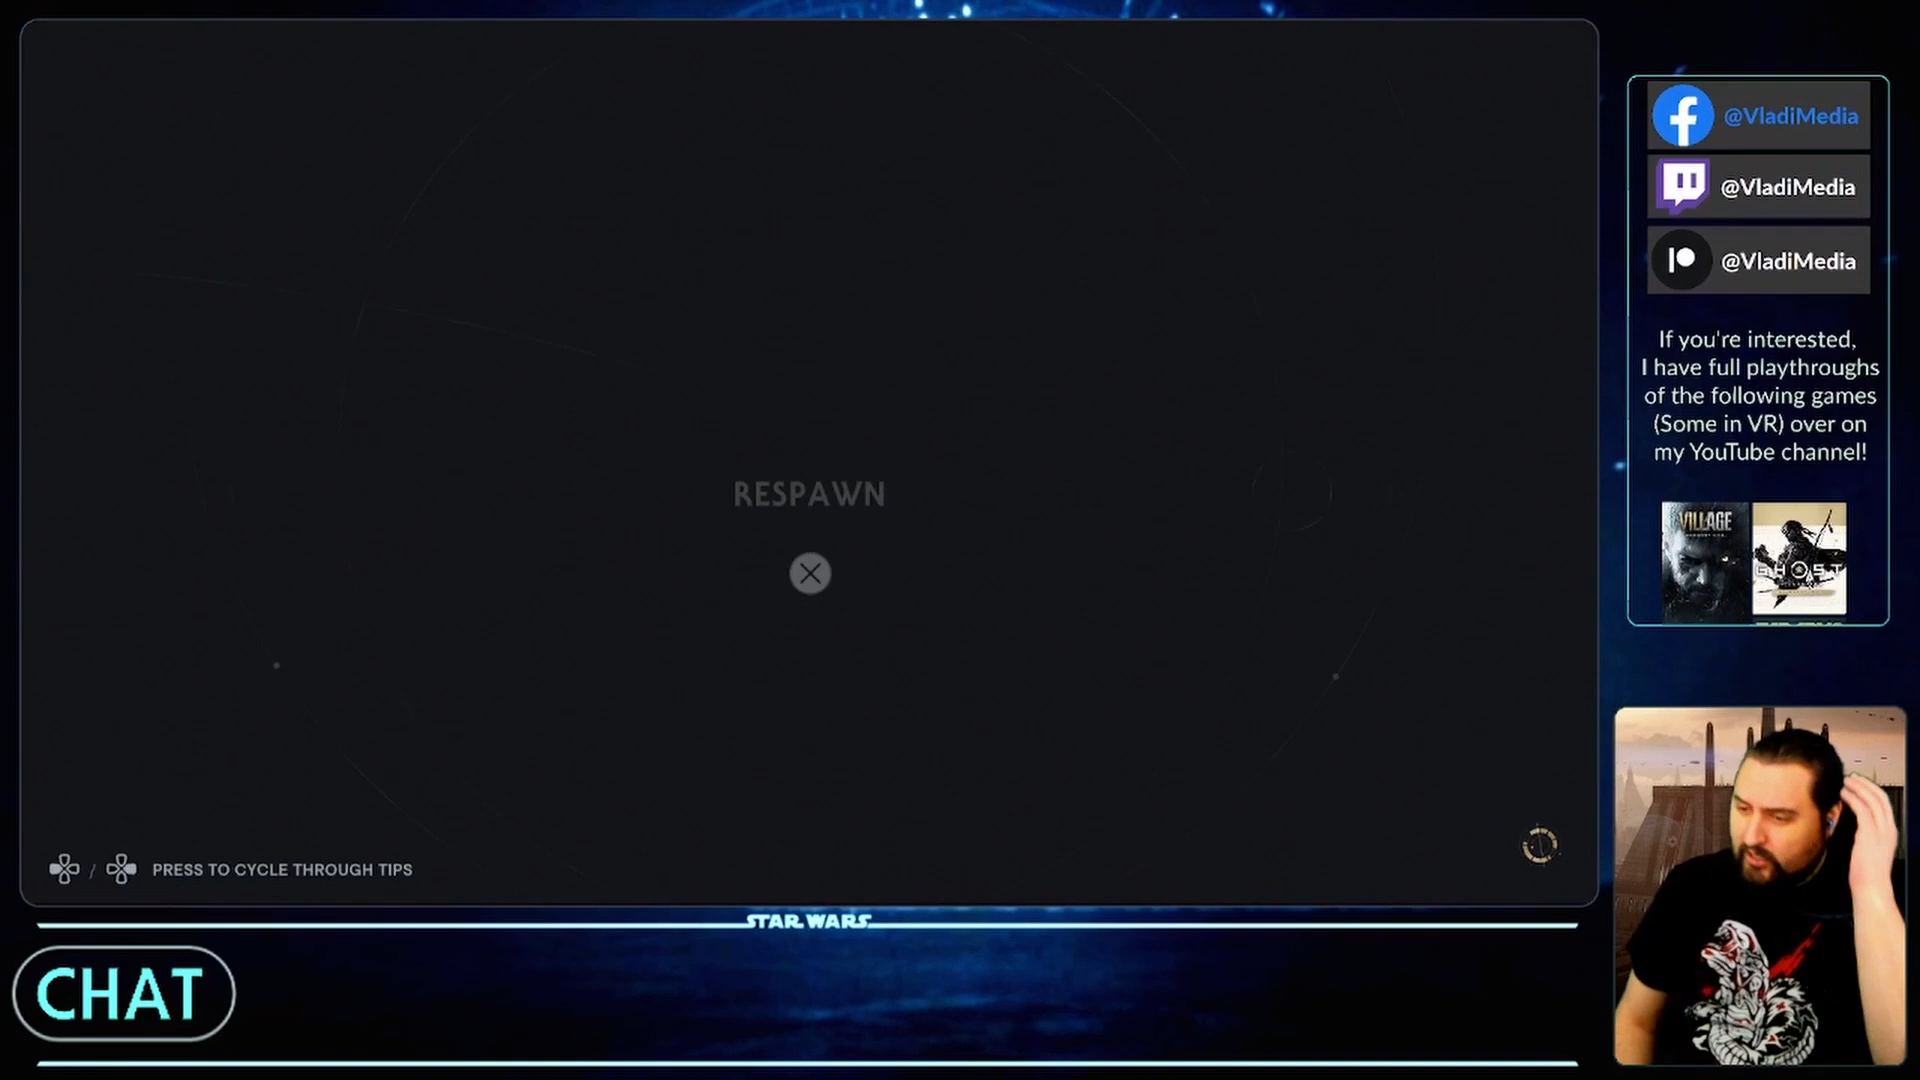 @VladiMedia
@VladiMedia
@VladiMedia
If you're interested,
I have full playthroughs
of the following games
(Some in VR) over on
my YouTube channel!
VILLAGE
GHOST
RESPAWN
PRESS TO CYCLE THROUGH TIPS
STAR WARS
CHAT